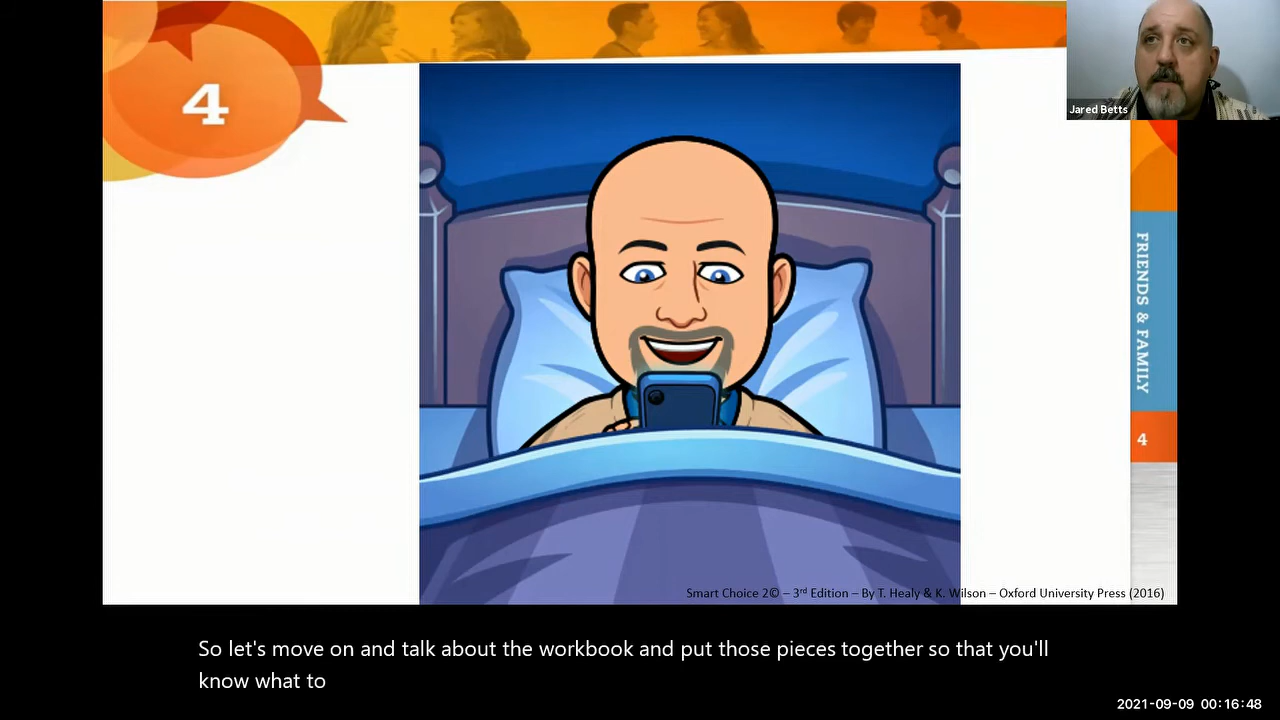 4
Jared Betts
FRIENDS & FAMILY
4
Smart Choice 2© – 3rd Edition – By T. Healy & K. Wilson – Oxford University Press (2016)
So let's move on and talk about the workbook and put those pieces together so that you'll
know what to
2021-09-09 00:16:48